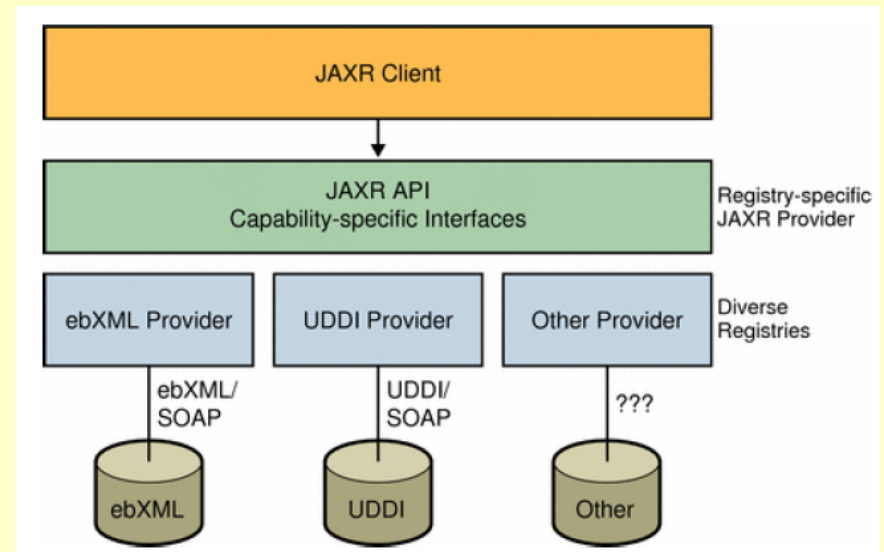 JAXR Client
JAXR API
Capability-specific Interfaces
Registry-specific
JAXR Provider
ebXML Provider
UDDI Provider
Other Provider
Diverse
Registries
ebXML/
SOAP
UDDI/
SOAP
???
ebXML
UDDI
Other